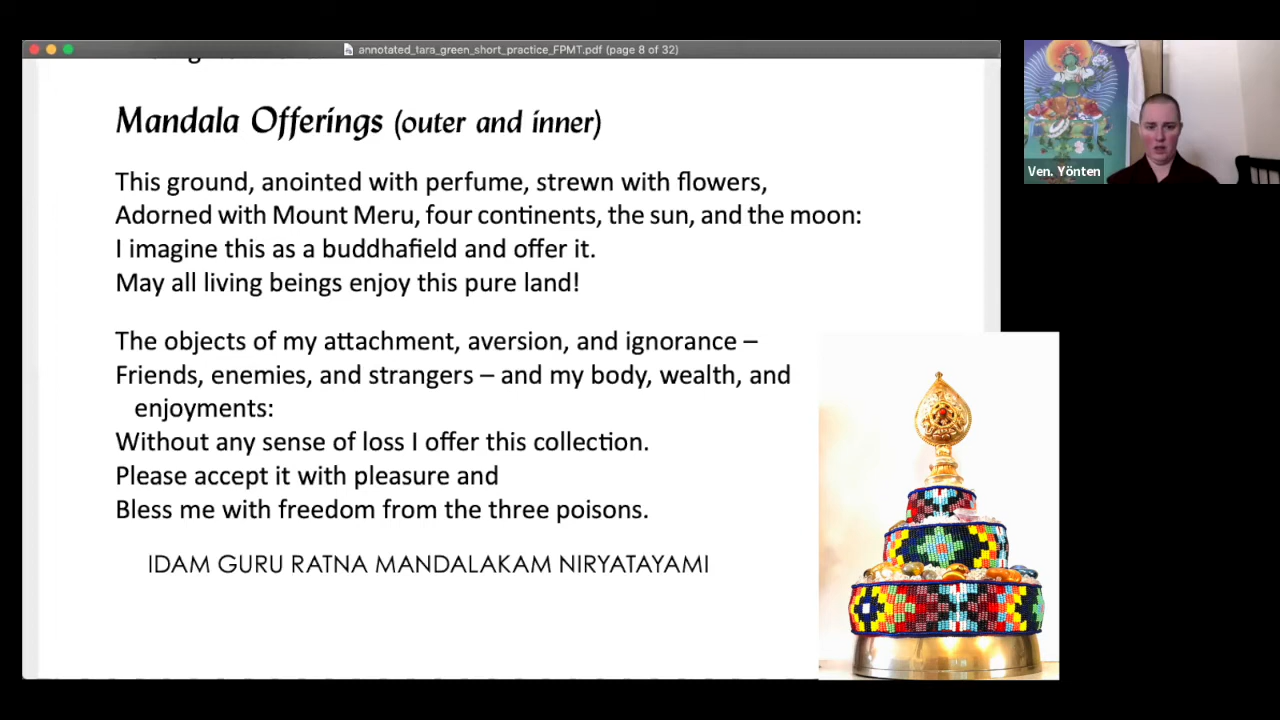 annotated_tara_green_short_practice_FPMT.pdf (page 8 of 32)
Mandala Offerings (outer and inner)
This ground, anointed with perfume, strewn with flowers,
Adorned with Mount Meru, four continents, the sun, and the moon:
I imagine this as a buddhafield and offer it.
May all living beings enjoy this pure land!
The objects of my attachment, aversion, and ignorance –
Friends, enemies, and strangers – and my body, wealth, and
enjoyments:
Without any sense of loss I offer this collection.
Please accept it with pleasure and
Bless me with freedom from the three poisons.
IDAM GURU RATNA MANDALAKAM NIRYATAYAMI
Ven. Yönten